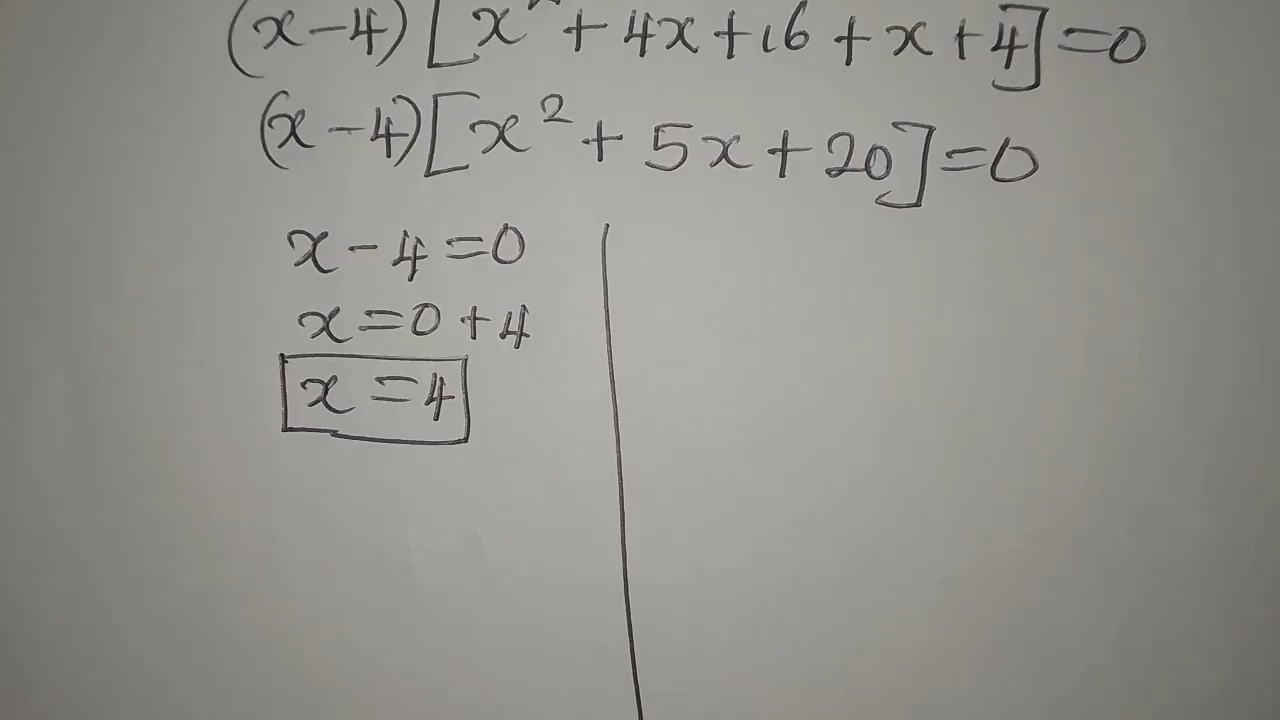 (x-4)[x² + 4x + 16 + x + 4] = 0
(x-4)[x² + 5x + 20] = 0
x - 4 = 0
x = 0 + 4
x = 4